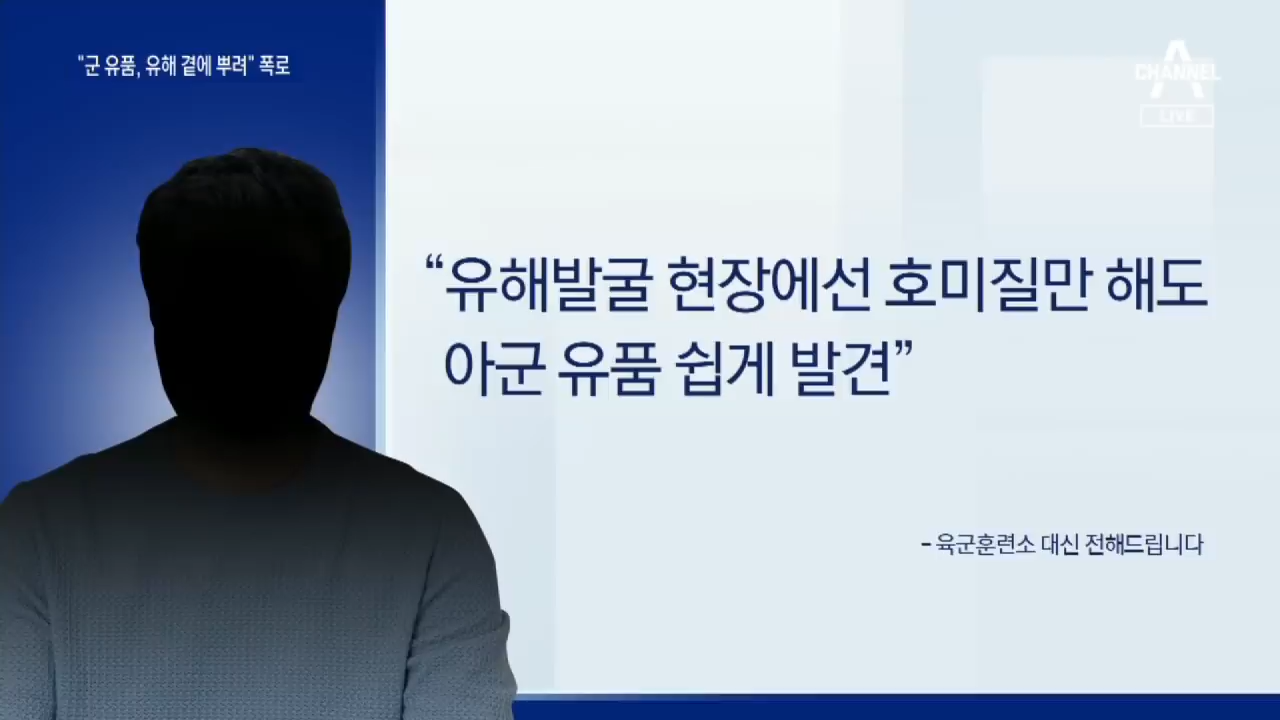 "군 유품, 유해 곁에 뿌려" 폭로
CHANNEL A
LIVE
“유해발굴 현장에선 호미질만 해도
아군 유품 쉽게 발견”
- 육군훈련소 대신 전해드립니다